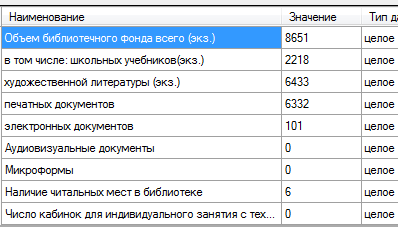 Наименование Значение Тип да
Объем библиотечного фонда всего (экз.) 8651 целое
в том числе: школьных учебников(экз.) 2218 целое
художественной литературы (экз.) 6433 целое
печатных документов 6332 целое
электронных документов 101 целое
Аудиовизуальные документы 0 целое
Микроформы 0 целое
Наличие читальных мест в библиотеке 6 целое
Число кабинок для индивидуального занятия с тех... 0 целое